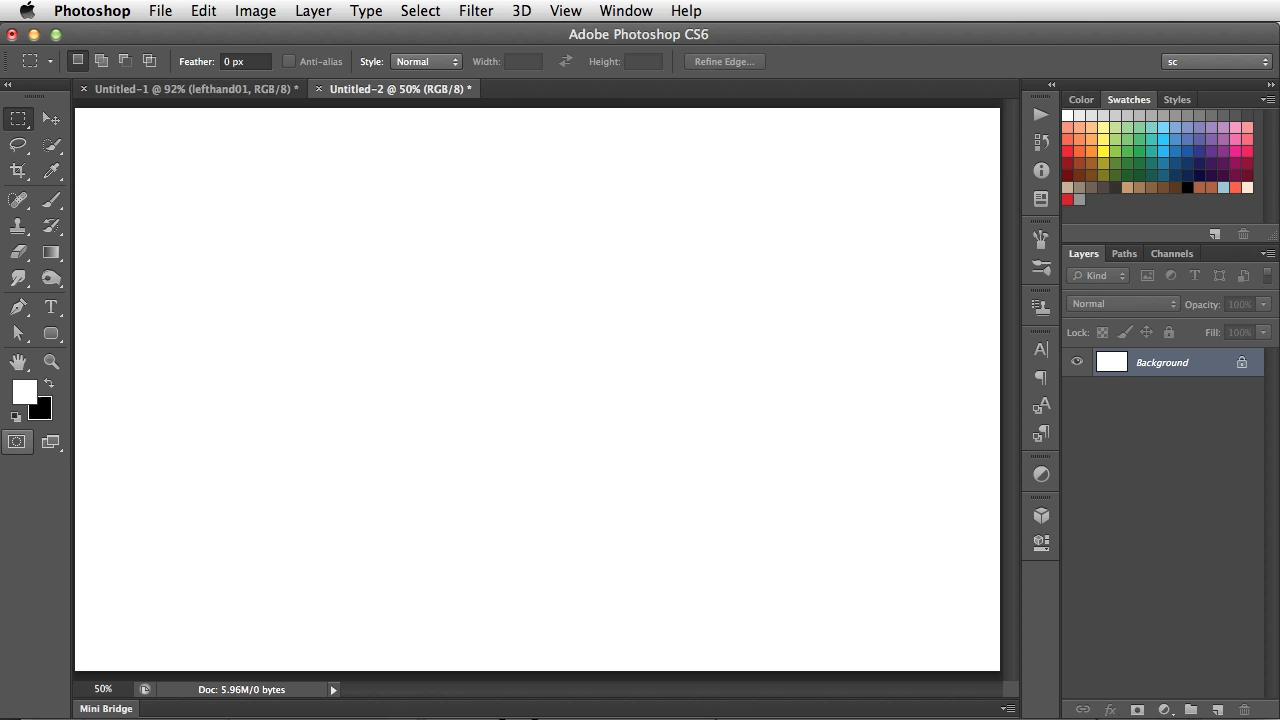 Photoshop File Edit Image Layer Type Select Filter 3D View Window Help
Adobe Photoshop CS6
Feather: 0 px Anti-alias Style: Normal Width: Height: Refine Edge... sc
Untitled-1 @ 92% (lefthand01, RGB/8) * Untitled-2 @ 50% (RGB/8) *
Color Swatches Styles
Layers Paths Channels
Kind
Normal Opacity: 100%
Lock: Fill: 100%
Background
50% Doc: 5.96M/0 bytes
Mini Bridge